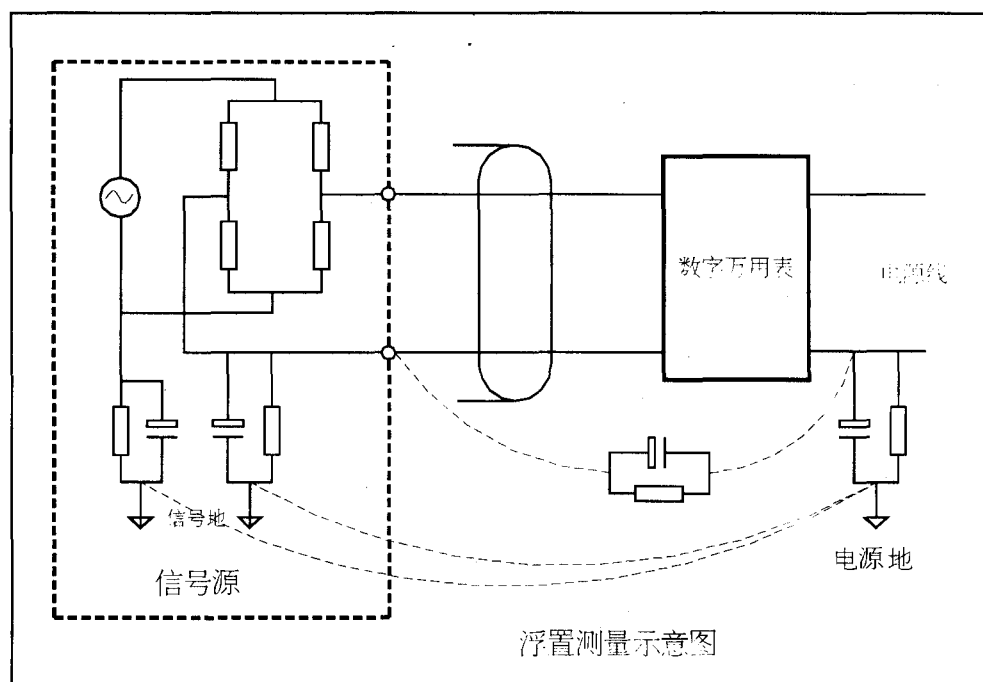 数字万用表
电源线
信号地
信号源
电源地
浮置测量示意图